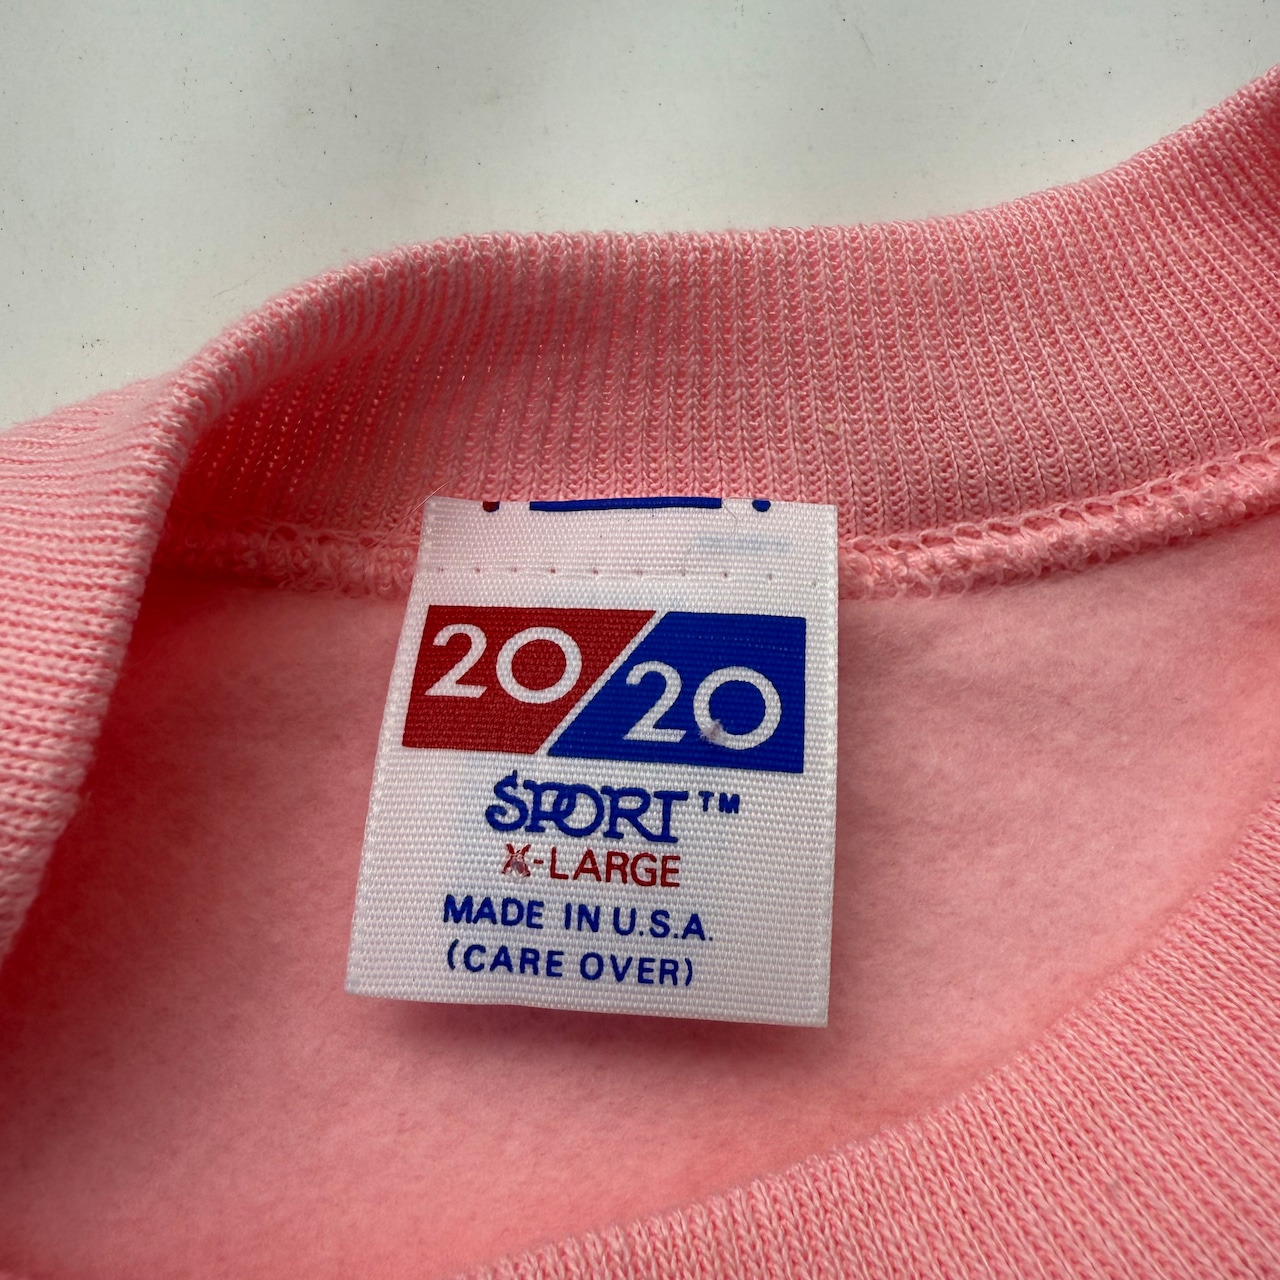 20/20
SPORT™
X-LARGE
MADE IN U.S.A.
(CARE OVER)